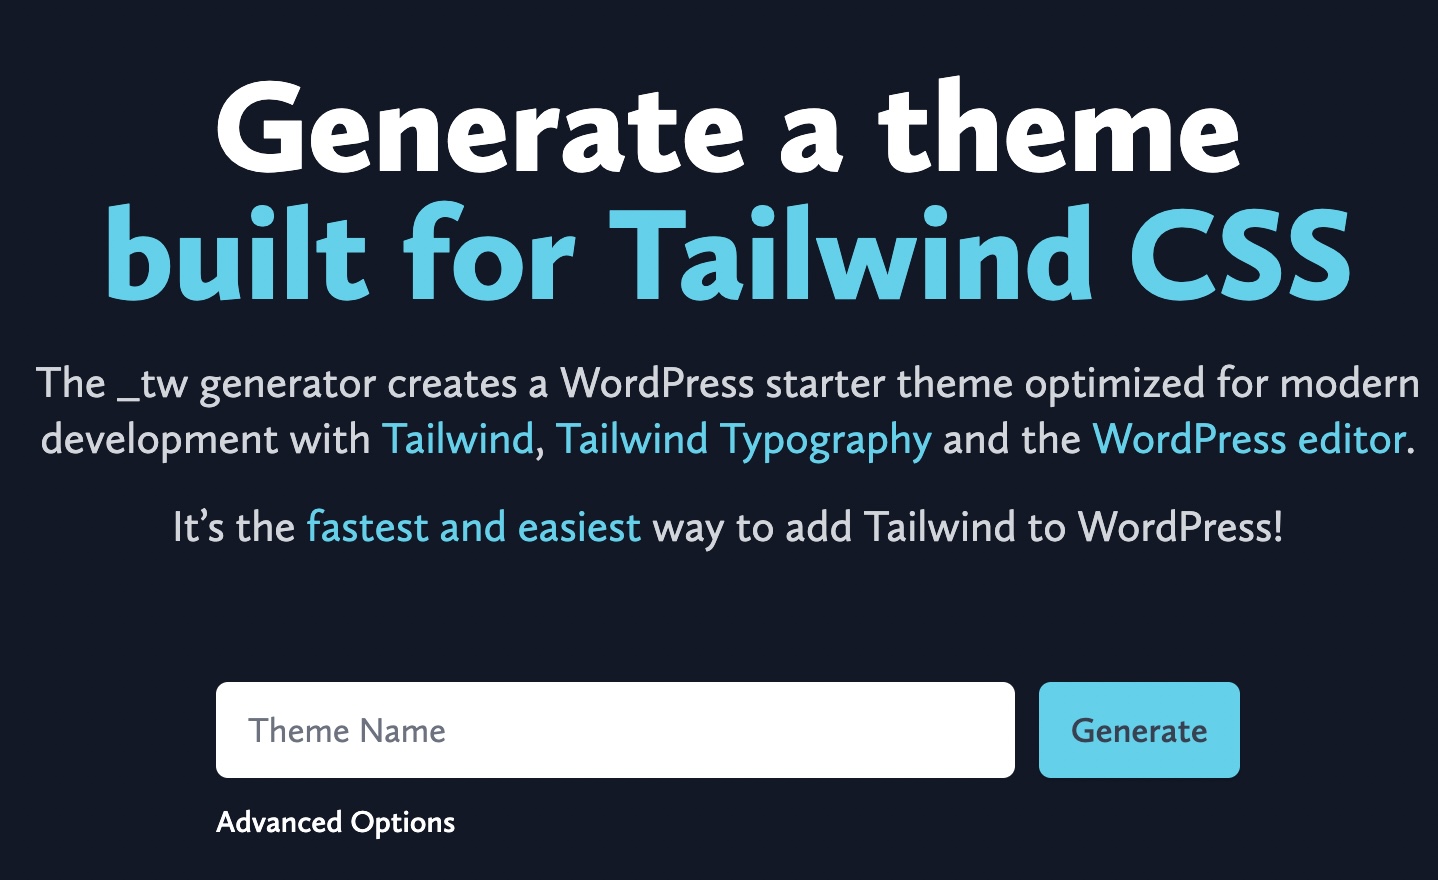 Generate a theme
built for Tailwind CSS
The _tw generator creates a WordPress starter theme optimized for modern
development with Tailwind, Tailwind Typography and the WordPress editor.
It’s the fastest and easiest way to add Tailwind to WordPress!
Theme Name
Generate
Advanced Options